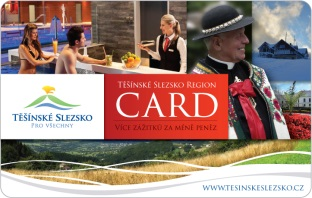 TĚŠÍNSKÉ SLEZSKO REGION
CARD
VÍCE ZÁŽITKŮ ZA MÉNĚ PENĚZ
TĚŠÍNSKÉ SLEZSKO
PRO VŠECHNY
WWW.TESINSKESLEZSKO.CZ